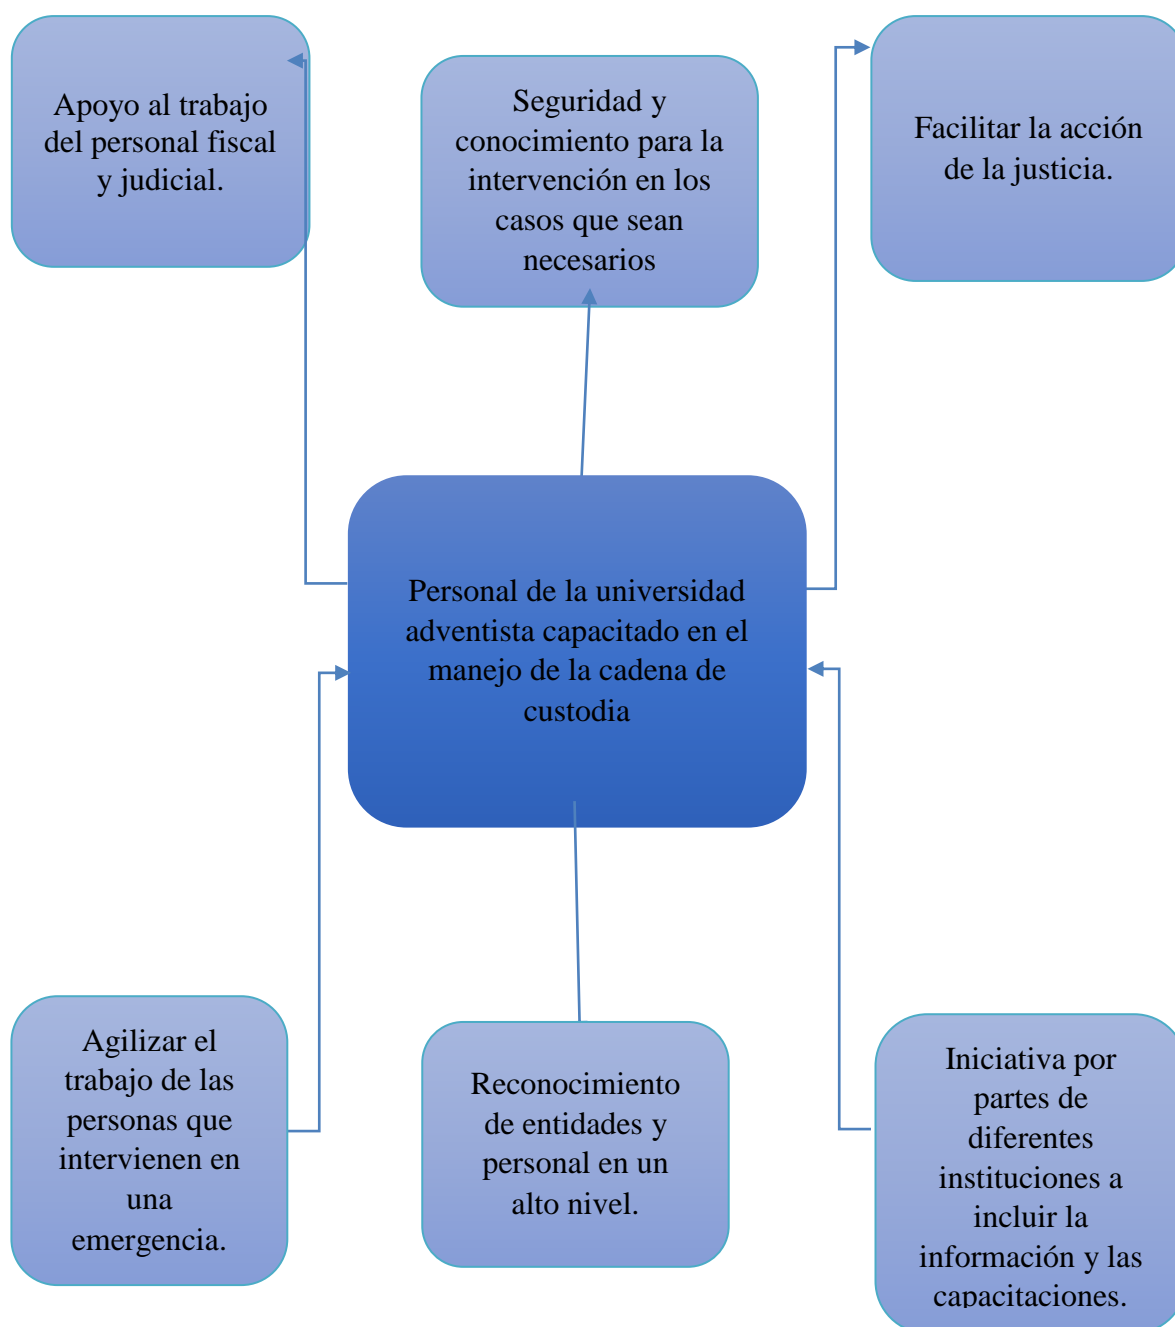 Apoyo al trabajo
del personal fiscal
y judicial.
Seguridad y
conocimiento para la
intervención en los
casos que sean
necesarios
Facilitar la acción
de la justicia.
Personal de la universidad
adventista capacitado en el
manejo de la cadena de
custodia
Agilizar el
trabajo de las
personas que
intervienen en
una
emergencia.
Reconocimiento
de entidades y
personal en un
alto nivel.
Iniciativa por
partes de
diferentes
instituciones a
incluir la
información y las
capacitaciones.